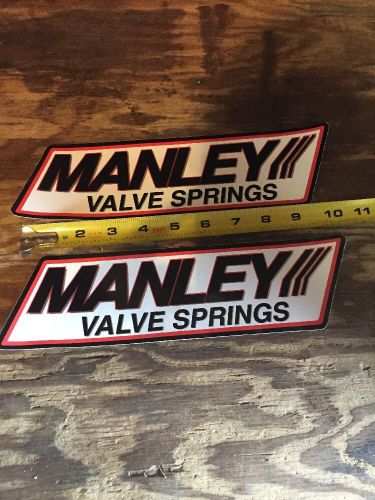 MANLEY
VALVE SPRINGS
2 3 4 5 6 7 8 9 10 11
MANLEY
VALVE SPRINGS